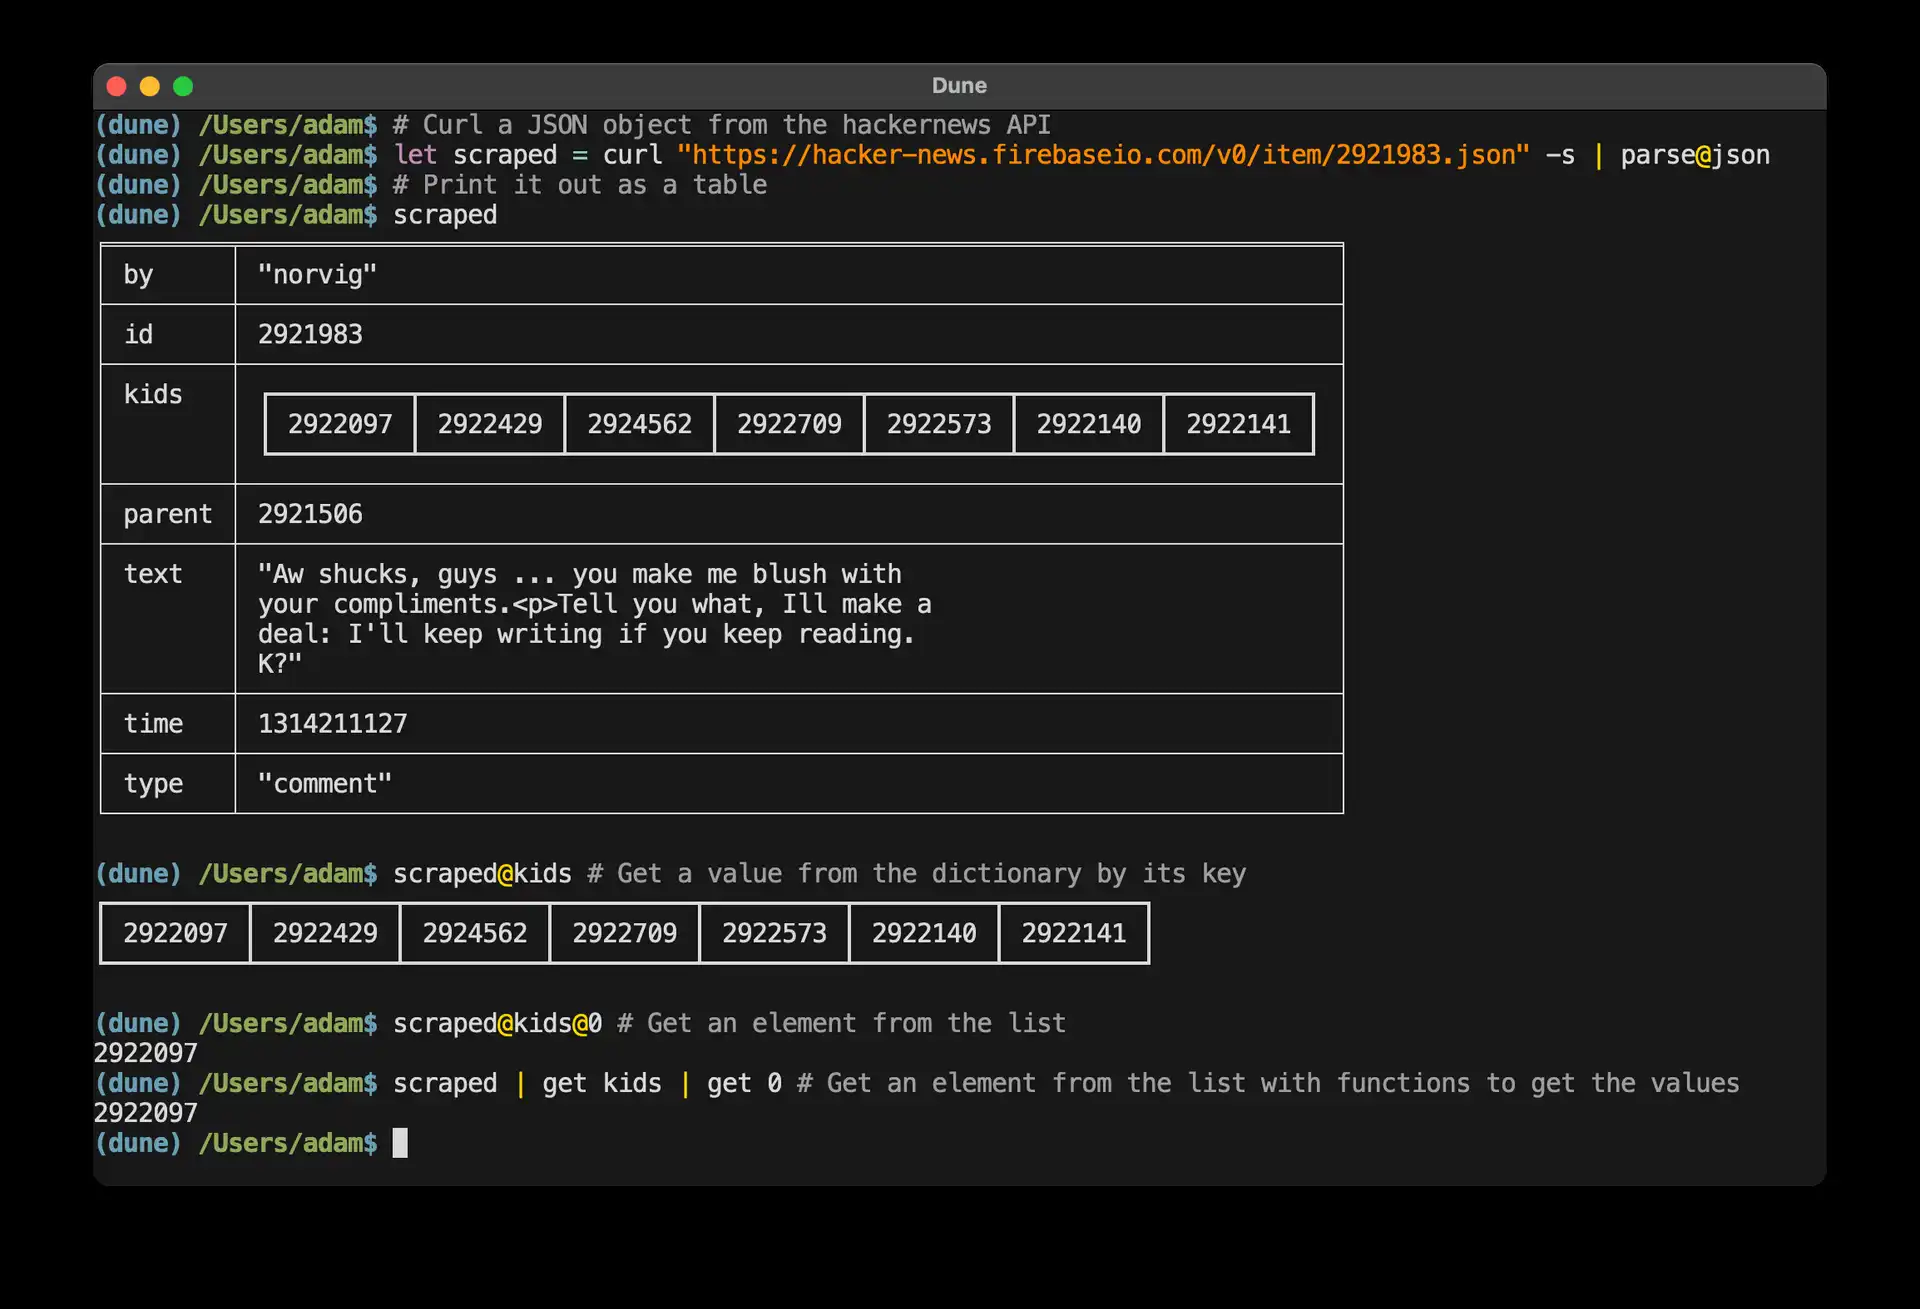 Dune
(dune) /Users/adam$ # Curl a JSON object from the hackernews API
(dune) /Users/adam$ let scraped = curl "https://hacker-news.firebaseio.com/v0/item/2921983.json" -s | parse@json
(dune) /Users/adam$ # Print it out as a table
(dune) /Users/adam$ scraped
by "norvig"
id 2921983
kids 2922097 2922429 2924562 2922709 2922573 2922140 2922141
parent 2921506
text "Aw shucks, guys ... you make me blush with
your compliments.<p>Tell you what, Ill make a
deal: I'll keep writing if you keep reading.
K?"
time 1314211127
type "comment"
(dune) /Users/adam$ scraped@kids # Get a value from the dictionary by its key
2922097 2922429 2924562 2922709 2922573 2922140 2922141
(dune) /Users/adam$ scraped@kids@0 # Get an element from the list
2922097
(dune) /Users/adam$ scraped | get kids | get 0 # Get an element from the list with functions to get the values
2922097
(dune) /Users/adam$